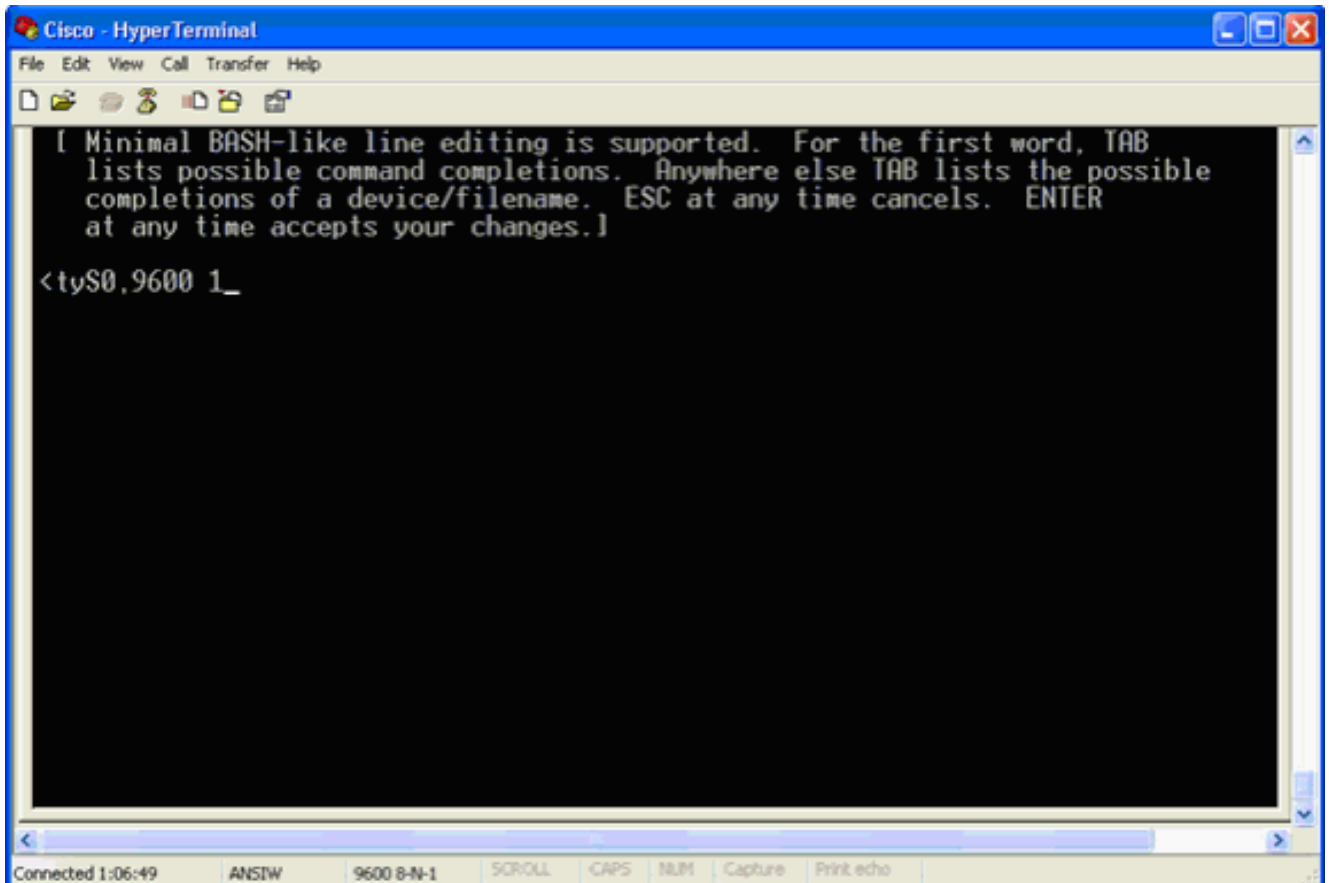 Cisco - HyperTerminal
File Edit View Call Transfer Help
[ Minimal BASH-like line editing is supported. For the first word, TAB
lists possible command completions. Anywhere else TAB lists the possible
completions of a device/filename. ESC at any time cancels. ENTER
at any time accepts your changes.]
<tyS0,9600 1_
Connected 1:06:49 ANSIW 9600 8-N-1 SCROLL CAPS NUM Capture Print echo